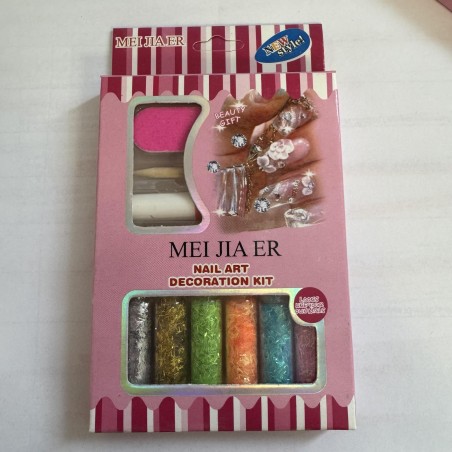 MEI JIA ER
NEW
style!
BEAUTY
GIFT
MEI JIA ER
NAIL ART
DECORATION KIT